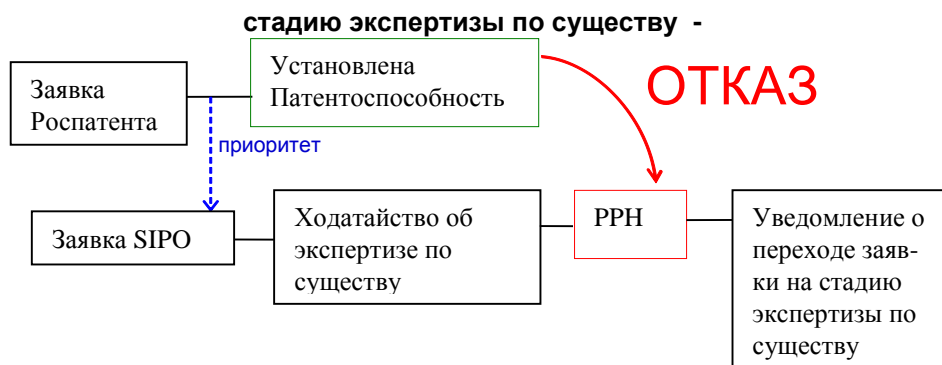 стадию экспертизы по существу -
Заявка
Роспатента
Установлена
Патентоспособность
ОТКАЗ
приоритет
Заявка SIPO
Ходатайство об
экспертизе по
существу
PPH
Уведомление о
переходе заяв-
ки на стадию
экспертизы по
существу